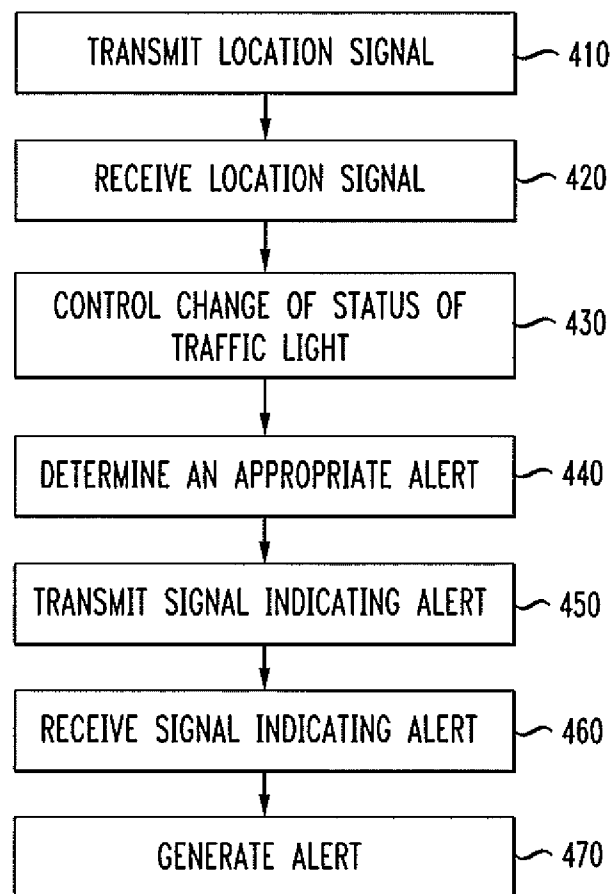 TRANSMIT LOCATION SIGNAL 410
RECEIVE LOCATION SIGNAL 420
CONTROL CHANGE OF STATUS OF
TRAFFIC LIGHT 430
DETERMINE AN APPROPRIATE ALERT 440
TRANSMIT SIGNAL INDICATING ALERT 450
RECEIVE SIGNAL INDICATING ALERT 460
GENERATE ALERT 470